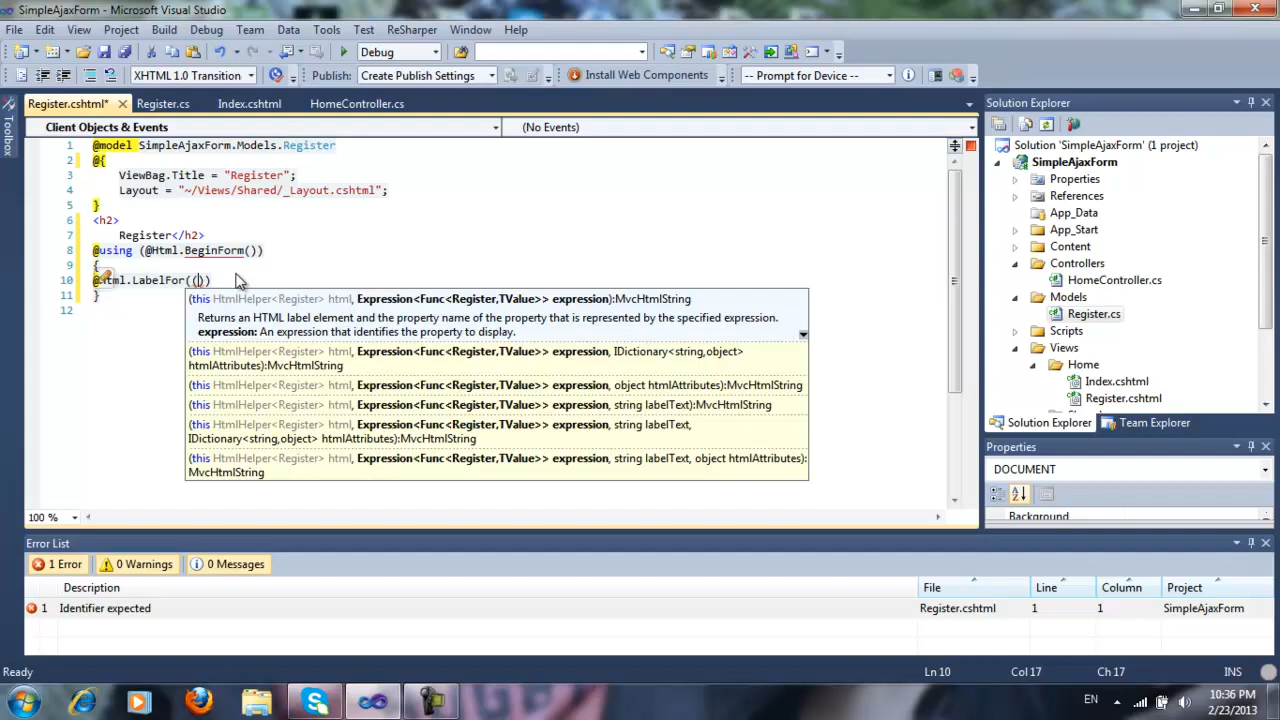 SimpleAjaxForm - Microsoft Visual Studio
File Edit View Project Build Debug Team Data Tools Test ReSharper Window Help
Debug
XHTML 1.0 Transition Publish: Create Publish Settings Install Web Components -- Prompt for Device --
Toolbox
Register.cshtml* Register.cs Index.cshtml HomeController.cs
Client Objects & Events (No Events)
1 @model SimpleAjaxForm.Models.Register
2 @{
3 ViewBag.Title = "Register";
4 Layout = "~/Views/Shared/_Layout.cshtml";
5 }
6 <h2>
7 Register</h2>
8 @using (@Html.BeginForm())
9 {
10 @Html.LabelFor(())
11 }
12
(this HtmlHelper<Register> html, Expression<Func<Register,TValue>> expression):MvcHtmlString
Returns an HTML label element and the property name of the property that is represented by the specified expression.
expression: An expression that identifies the property to display.
(this HtmlHelper<Register> html, Expression<Func<Register,TValue>> expression, IDictionary<string,object>
htmlAttributes):MvcHtmlString
(this HtmlHelper<Register> html, Expression<Func<Register,TValue>> expression, object htmlAttributes):MvcHtmlString
(this HtmlHelper<Register> html, Expression<Func<Register,TValue>> expression, string labelText):MvcHtmlString
(this HtmlHelper<Register> html, Expression<Func<Register,TValue>> expression, string labelText,
IDictionary<string,object> htmlAttributes):MvcHtmlString
(this HtmlHelper<Register> html, Expression<Func<Register,TValue>> expression, string labelText, object htmlAttributes):
MvcHtmlString
100 %
Solution Explorer
Solution 'SimpleAjaxForm' (1 project)
SimpleAjaxForm
Properties
References
App_Data
App_Start
Content
Controllers
HomeController.cs
Models
Register.cs
Scripts
Views
Home
Index.cshtml
Register.cshtml
Solution Explorer Team Explorer
Properties
DOCUMENT
Background
Error List
1 Error 0 Warnings 0 Messages
Description File Line Column Project
1 Identifier expected Register.cshtml 1 1 SimpleAjaxForm
Ready Ln 10 Col 17 Ch 17 INS
EN 10:36 PM
2/23/2013